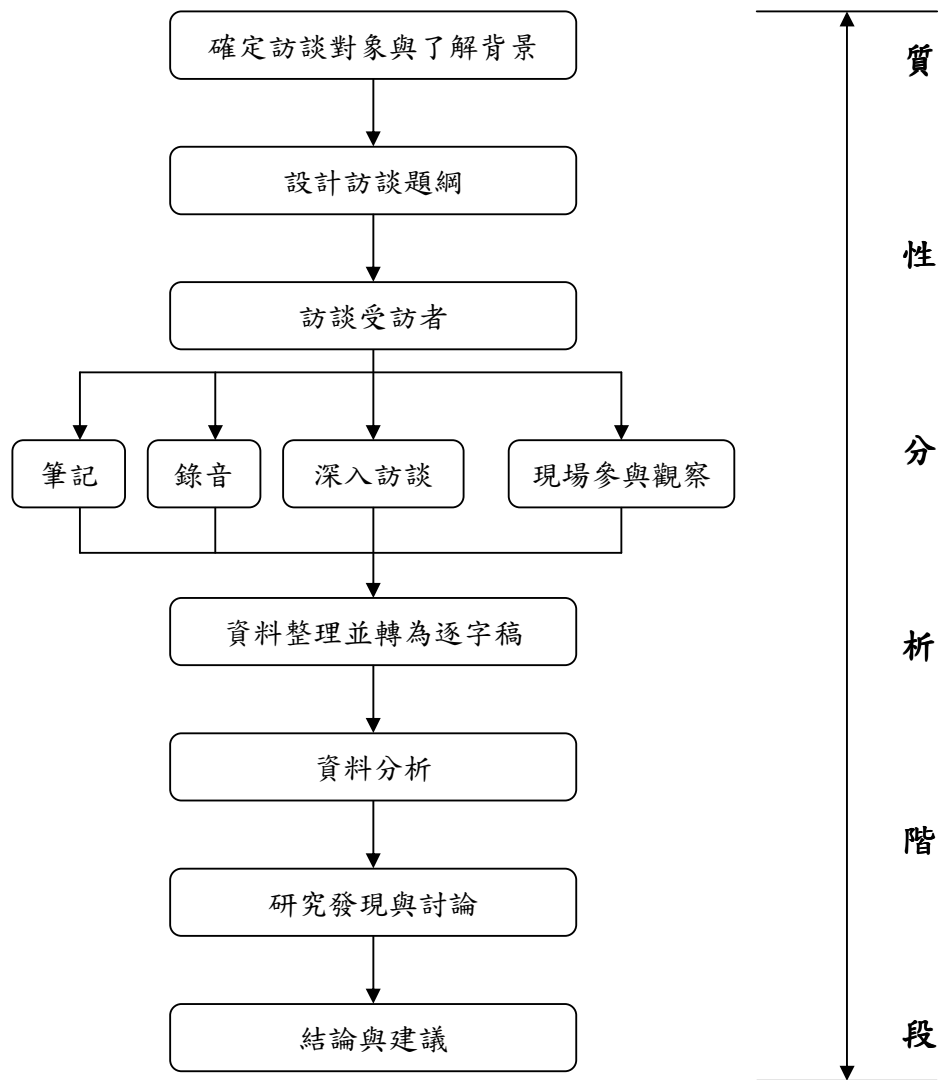 確定訪談對象與了解背景
設計訪談題綱
訪談受訪者
筆記
錄音
深入訪談
現場參與觀察
資料整理並轉為逐字稿
資料分析
研究發現與討論
結論與建議
質
性
分
析
階
段